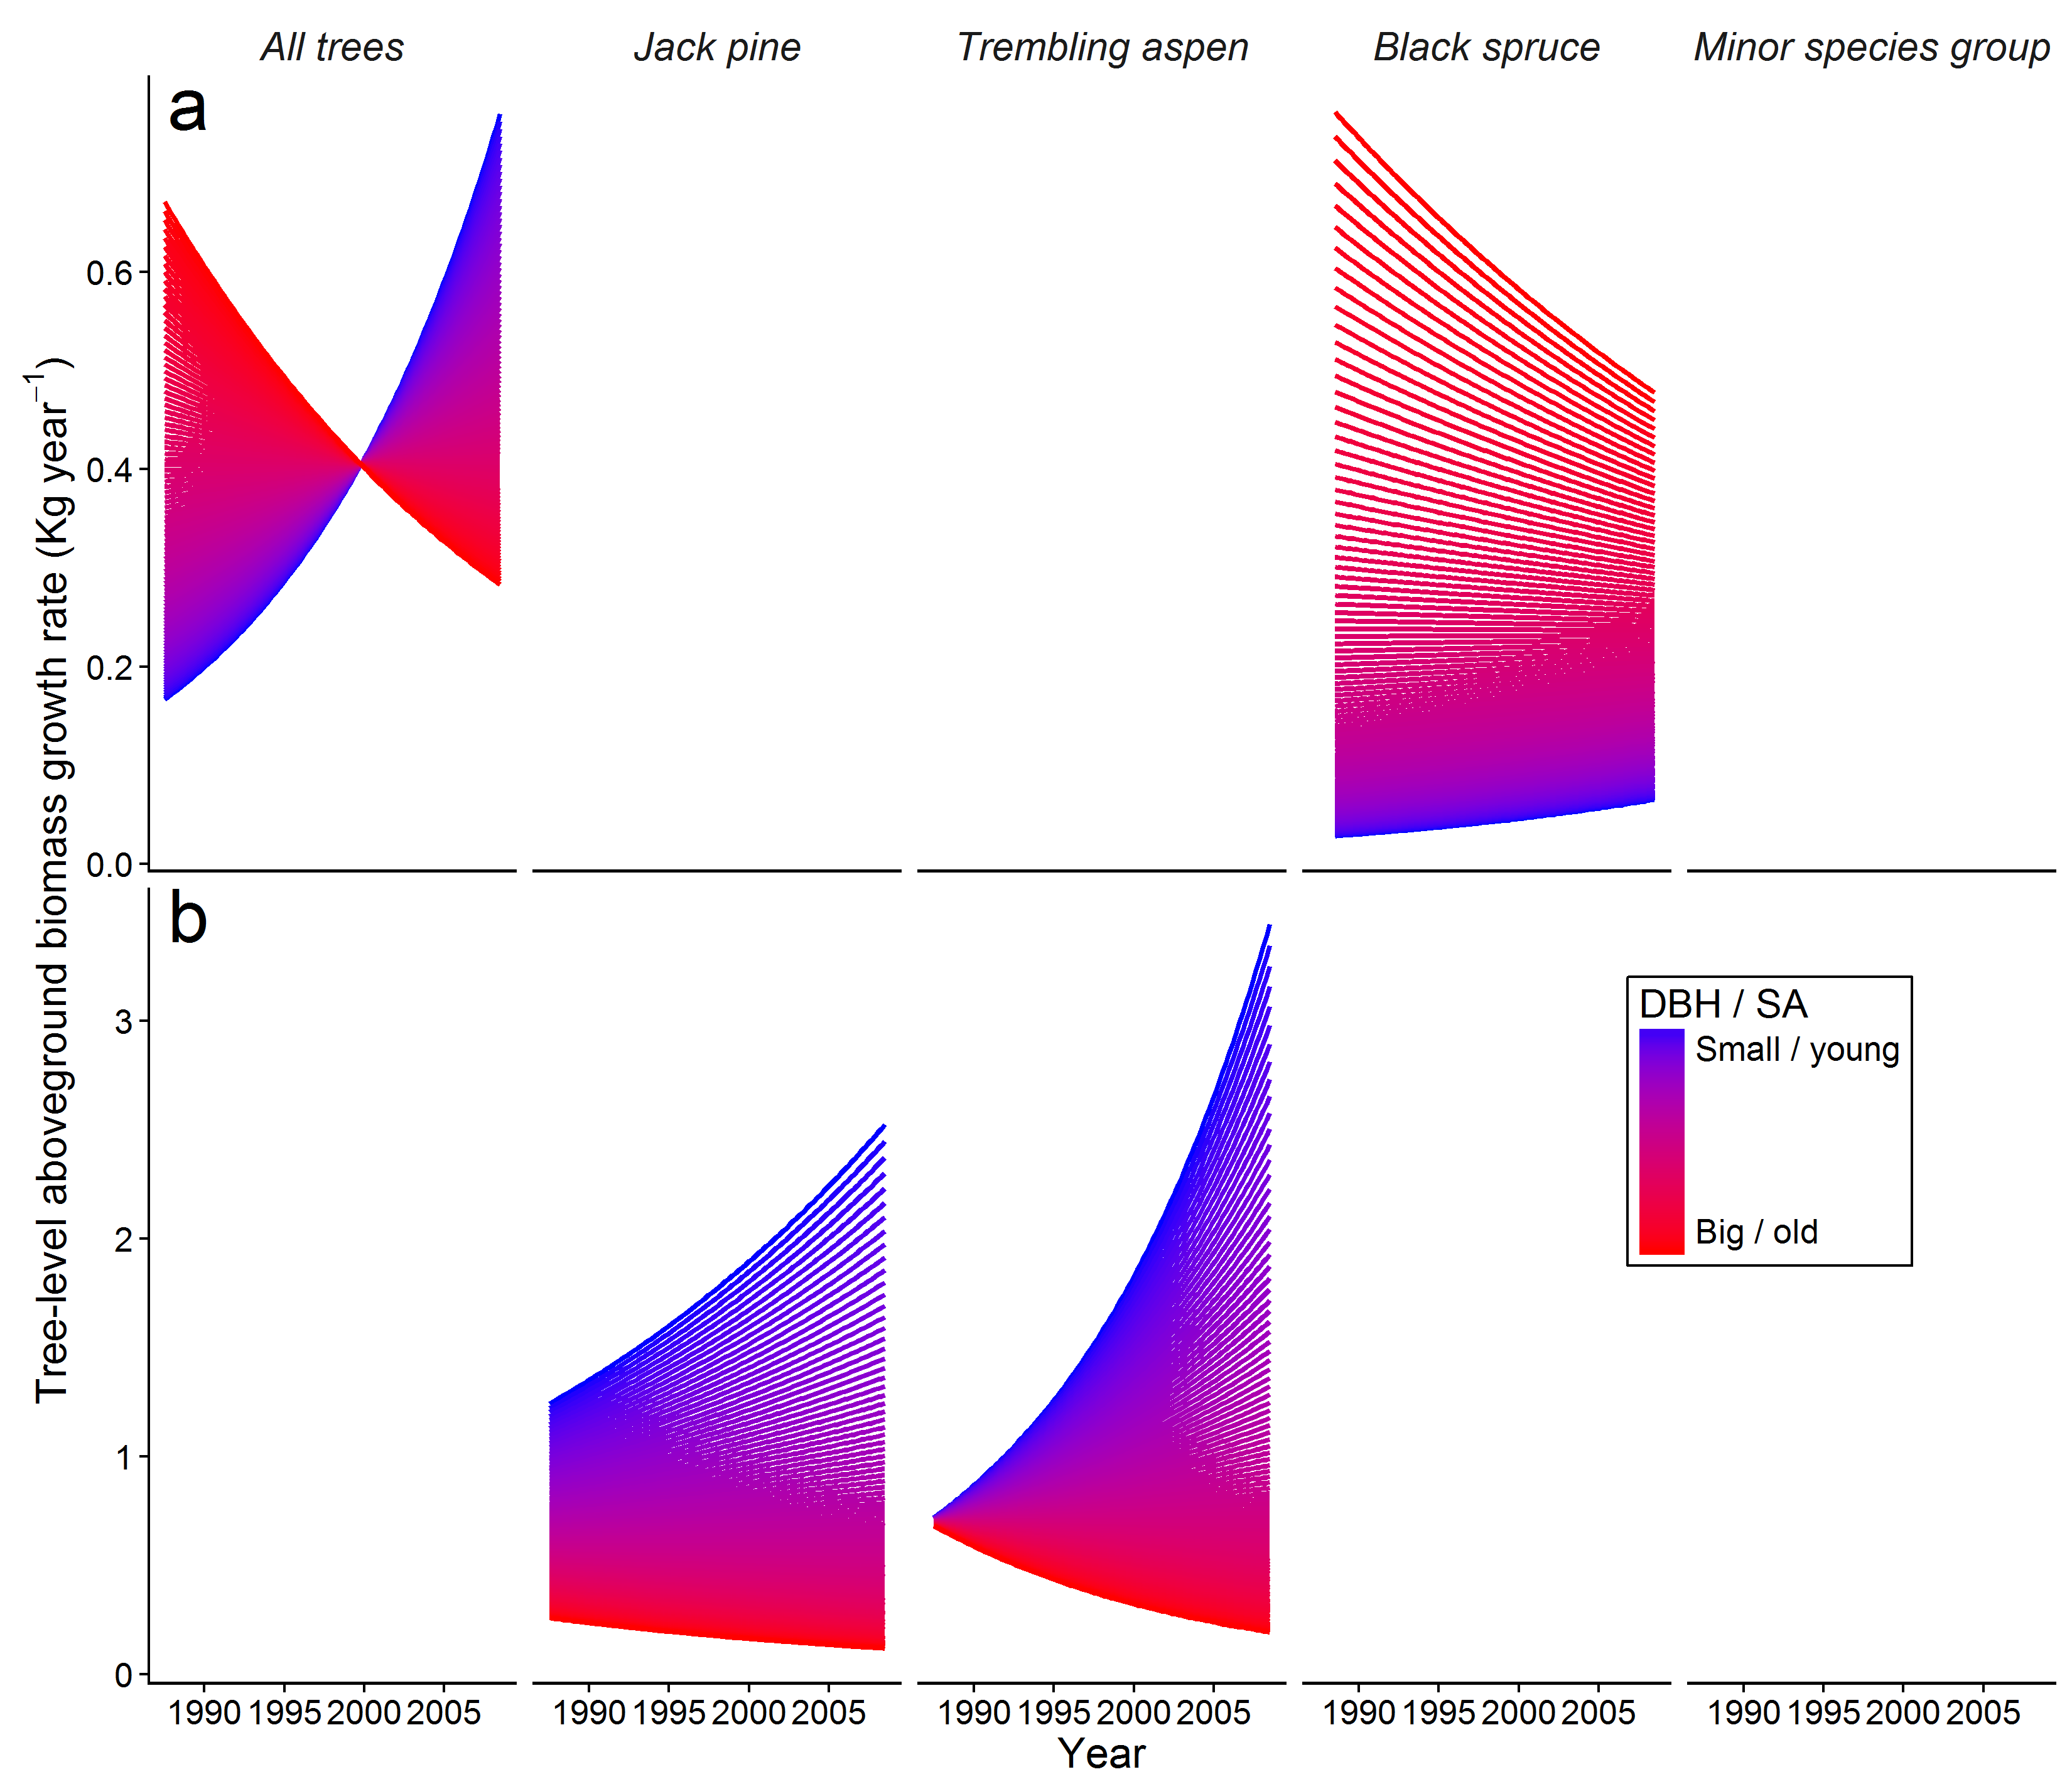 All trees
Jack pine
Trembling aspen
Black spruce
Minor species group
a
Tree-level aboveground biomass growth rate (Kg year⁻¹)
0.6
0.4
0.2
0.0
b
3
2
1
0
DBH / SA
Small / young
Big / old
1990 1995 2000 2005
1990 1995 2000 2005
1990 1995 2000 2005
1990 1995 2000 2005
1990 1995 2000 2005
Year